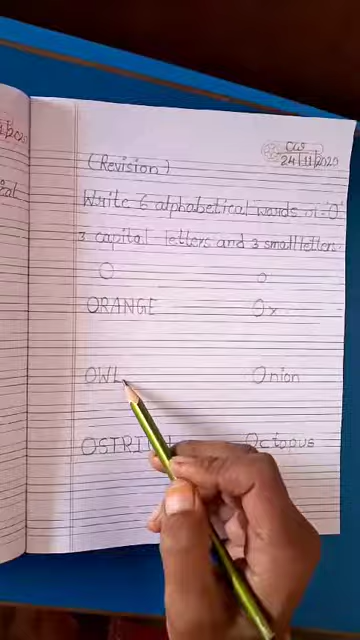 CW
24/11/2020
(Revision)
Write 6 alphabetical words of 'O'
3 capital letters and 3 small letters.
O o
ORANGE Ox
OWL Onion
Octopus